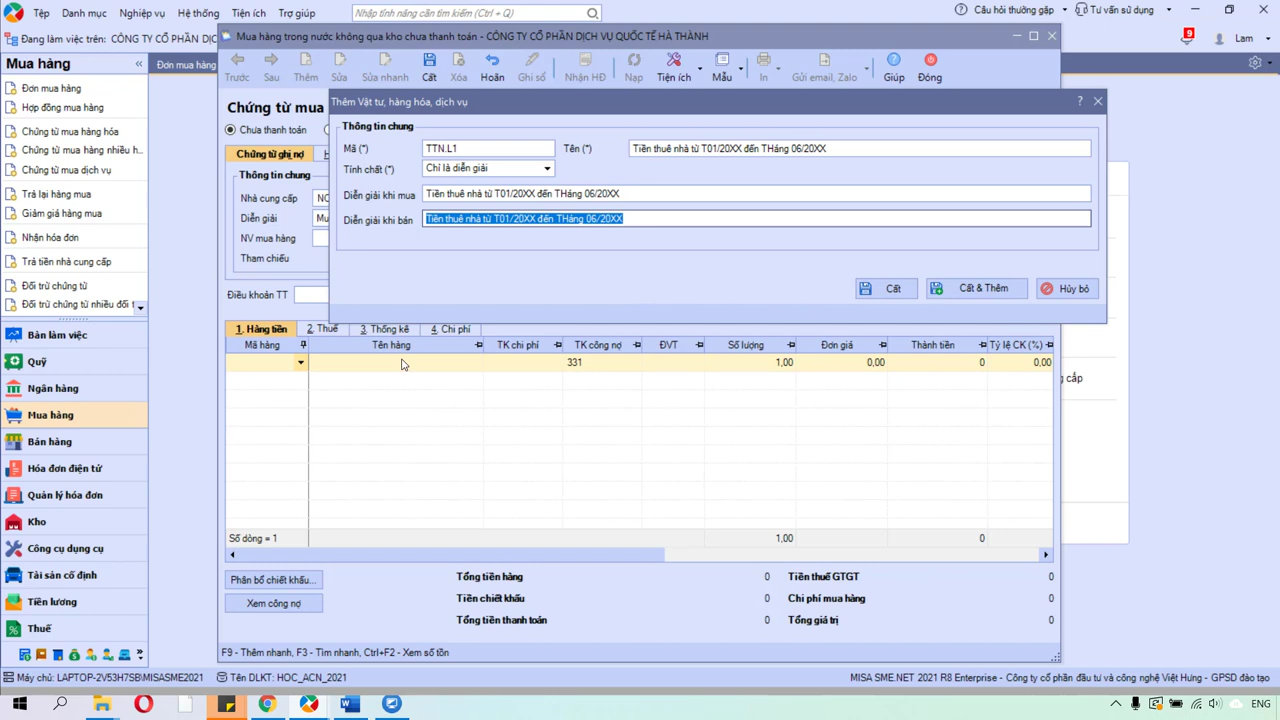 Tệp
Danh mục
Nghiệp vụ
Hệ thống
Tiện ích
Trợ giúp
Nhập tính năng cần tìm kiếm (Ctrl + Q)
Câu hỏi thường gặp
Tư vấn sử dụng
Đang làm việc trên: CÔNG TY CỔ PHẦN DỊCH
9
Lam
Mua hàng
«
Đơn mua hàng
Đơn mua hàng
Hợp đồng mua hàng
Chứng từ mua hàng hóa
Chứng từ mua hàng nhiều h...
Chứng từ mua dịch vụ
Trả lại hàng mua
Giảm giá hàng mua
Nhận hóa đơn
Trả tiền nhà cung cấp
Đối trừ chứng từ
Đối trừ chứng từ nhiều đối t
Bàn làm việc
Quỹ
Ngân hàng
Mua hàng
Bán hàng
Hóa đơn điện tử
Quản lý hóa đơn
Kho
Công cụ dụng cụ
Tài sản cố định
Tiền lương
Thuế
Mua hàng trong nước không qua kho chưa thanh toán - CÔNG TY CỔ PHẦN DỊCH VỤ QUỐC TẾ HÀ THÀNH
Trước
Sau
Thêm
Sửa
Sửa nhanh
Cất
Xóa
Hoãn
Ghi sổ
Nhận HĐ
Nạp
Tiện ích
Mẫu
In
Gửi email, Zalo
Giúp
Đóng
Chứng từ mua
Chưa thanh toán
Chứng từ ghi nợ
Thông tin chung
Nhà cung cấp
NC
Diễn giải
Mu
NV mua hàng
Tham chiếu
Điều khoản TT
Thêm Vật tư, hàng hóa, dịch vụ
?
Thông tin chung
Mã (*)
TTN.L1
Tên (*)
Tiền thuê nhà từ T01/20XX đến THáng 06/20XX
Tính chất (*)
Chỉ là diễn giải
Diễn giải khi mua
Tiền thuê nhà từ T01/20XX đến THáng 06/20XX
Diễn giải khi bán
Tiền thuê nhà từ T01/20XX đến THáng 06/20XX
Cất
Cất & Thêm
Hủy bỏ
1. Hàng tiền
2. Thuế
3. Thống kê
4. Chi phí
Mã hàng
Tên hàng
TK chi phí
TK công nợ
ĐVT
Số lượng
Đơn giá
Thành tiền
Tỷ lệ CK (%)
331
1,00
0,00
0
0,00
cấp
Số dòng = 1
1,00
0
Phân bổ chiết khấu...
Xem công nợ
Tổng tiền hàng
0
Tiền thuế GTGT
0
Tiền chiết khấu
0
Chi phí mua hàng
0
Tổng tiền thanh toán
0
Tổng giá trị
0
F9 - Thêm nhanh, F3 - Tìm nhanh, Ctrl+F2 - Xem số tồn
Máy chủ: LAPTOP-2V53H7SB\MISASME2021
Tên DLKT: HOC_ACN_2021
MISA SME.NET 2021 R8 Enterprise - Công ty cổ phần đầu tư và công nghệ Việt Hưng - GPSD đào tạo
ENG